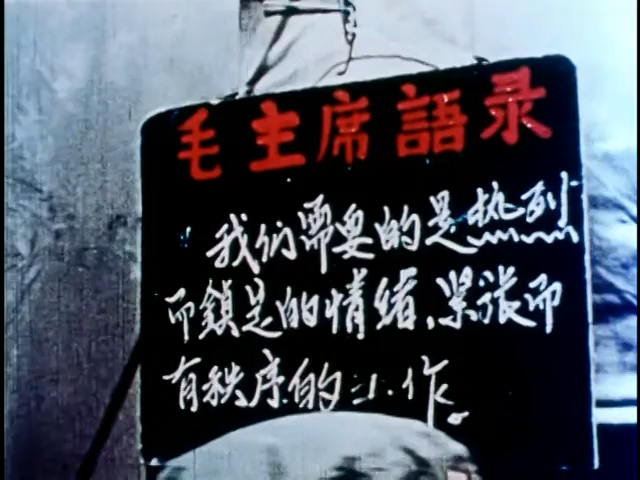 毛主席語录
我们需要的是热烈
而鎮定的情绪,紧张而
有秩序的工作。